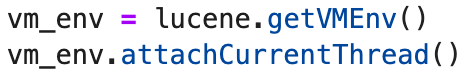 vm_env = lucene.getVMEnv()
vm_env.attachCurrentThread()